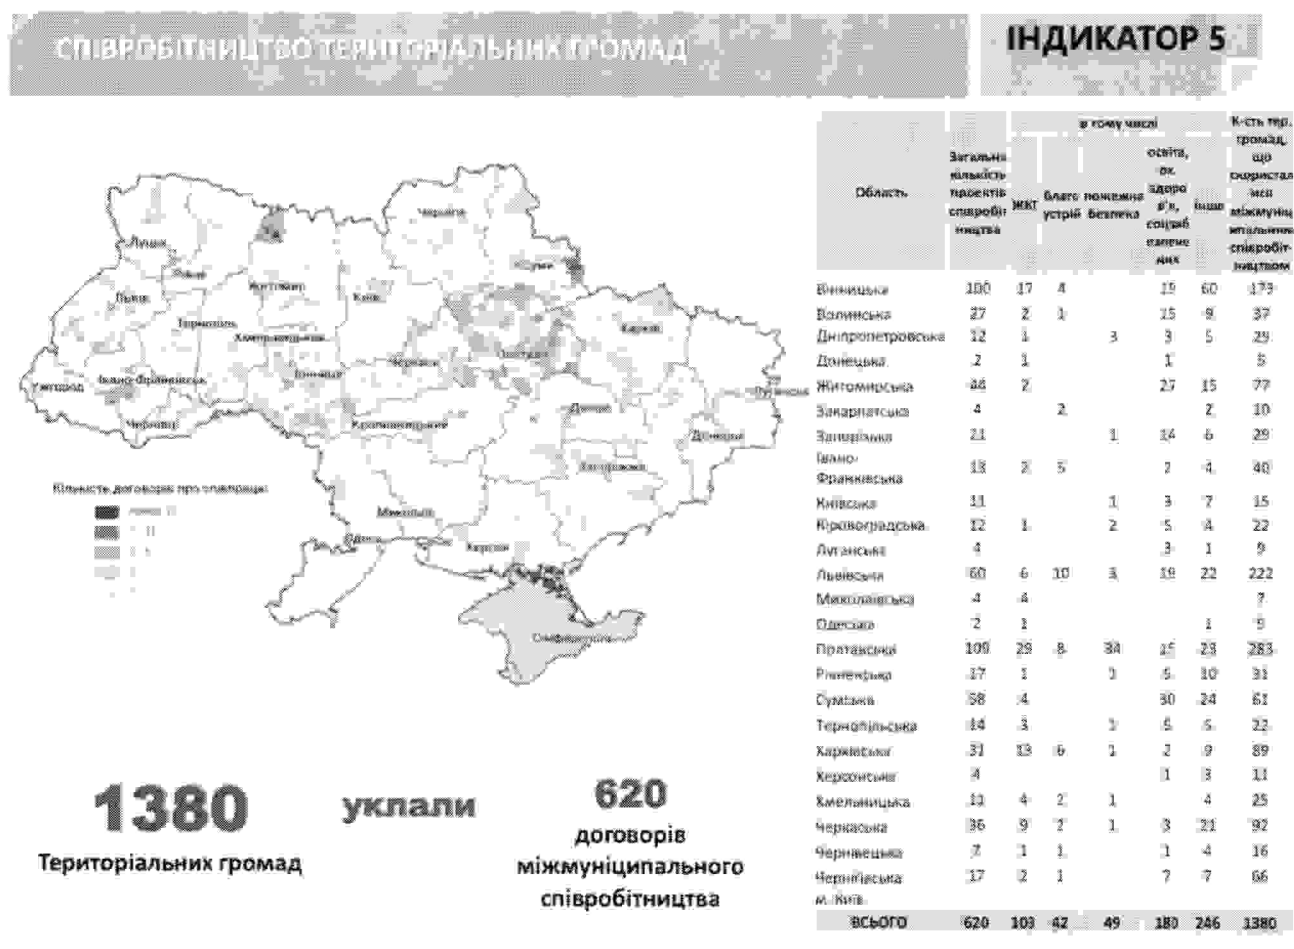 СПІВРОБІТНИЦТВО ТЕРИТОРІАЛЬНИХ ГРОМАД
ІНДИКАТОР 5
Чернігів
Суми
Луцьк
Рівне
Житомир
Київ
Львів
Тернопіль
Хмельницький
Харків
Полтава
Черкаси
Вінниця
Ужгород
Івано-Франківськ
Чернівці
Кропивницький
Дніпро
Луганськ
Донецьк
Запоріжжя
Миколаїв
Одеса
Херсон
Сімферополь
Кількість договорів про співпрацю
1380
Територіальних громад
уклали
620
договорів
міжмуніципального
співробітництва
Область
Загальна кількість проектів співробітництва
в тому числі
ЖКГ
благоустрій
пожежна безпека
освіта, ох. здоров'я, соцзабезпечення
інше
К-сть тер. громад, що скористалися міжмуніципальним співробітництвом
Вінницька 100 17 4 60
Волинська 27 2 1 15 9 37
Дніпропетровська 12 1 3 3 5 29
Донецька 2 1 1 5
Житомирська 44 2 27 15 77
Закарпатська 4 2 2 10
Запорізька 21 1 14 6 29
Івано-
Франківська 13 2 5 2 4 40
Київська 11 1 3 7 15
Кіровоградська 12 1 2 5 4 22
Луганська 4 3 1 9
Львівська 60 6 10 3 19 22 222
Миколаївська 4 4 7
Одеська 2 1 1
Полтавська 109 29 8 34 15 23 283
Рівненська 17 1 1 5 10 31
Сумська 58 4 30 24 61
Тернопільська 14 3 1 5 5 22
Харківська 31 13 6 1 2 9 89
Херсонська 4 1 3 11
Хмельницька 11 4 2 1 4 25
Черкаська 36 9 2 1 3 21 92
Чернівецька 7 1 1 1 4 16
Чернігівська 17 2 1 7 7 66
м. Київ
ВСЬОГО 620 103 42 49 180 246 1380